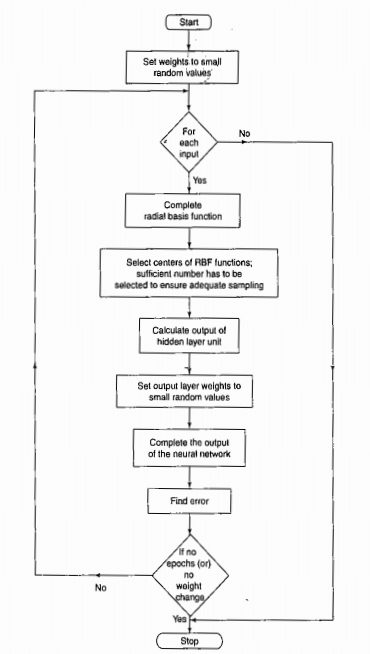 Start
Set weights to small
random values
For
each
input
No
Yes
Complete
radial basis function
Select centers of RBF functions;
sufficient number has to be
selected to ensure adequate sampling
Calculate output of
hidden layer unit
Set output layer weights to
small random values
Complete the output
of the neural network
Find error
If no
epochs (or)
no
weight
change
No
Yes
Stop